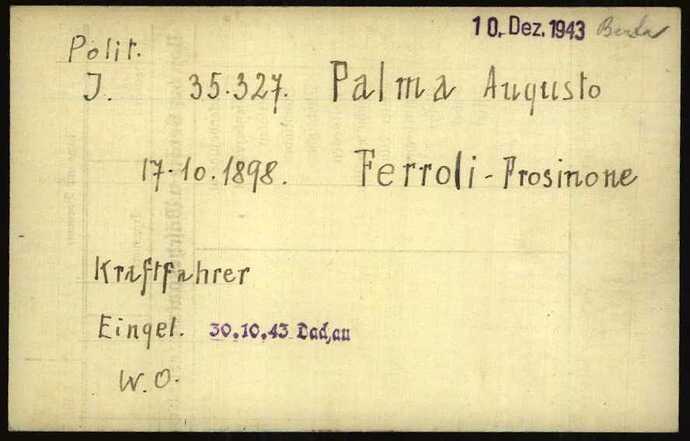 10. Dez. 1943
Polit.
J. 35.327. Palma Augusto
17.10.1898. Ferroli - Frosinone
Kraftfahrer
Eingel. 30.10.43 Dachau
W.O.